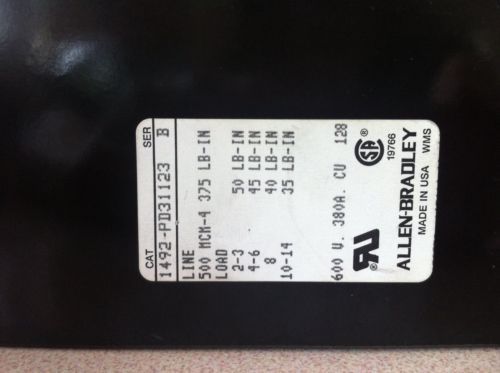 CAT SER
1492-PD31123 B
LINE
500 MCM-4 375 LB-IN
LOAD
2-3 50 LB-IN
4-6 45 LB-IN
8 40 LB-IN
10-14 35 LB-IN
600 V. 380A. CU 128
RU ® SA ®
19766
ALLEN-BRADLEY
MADE IN USA WMS